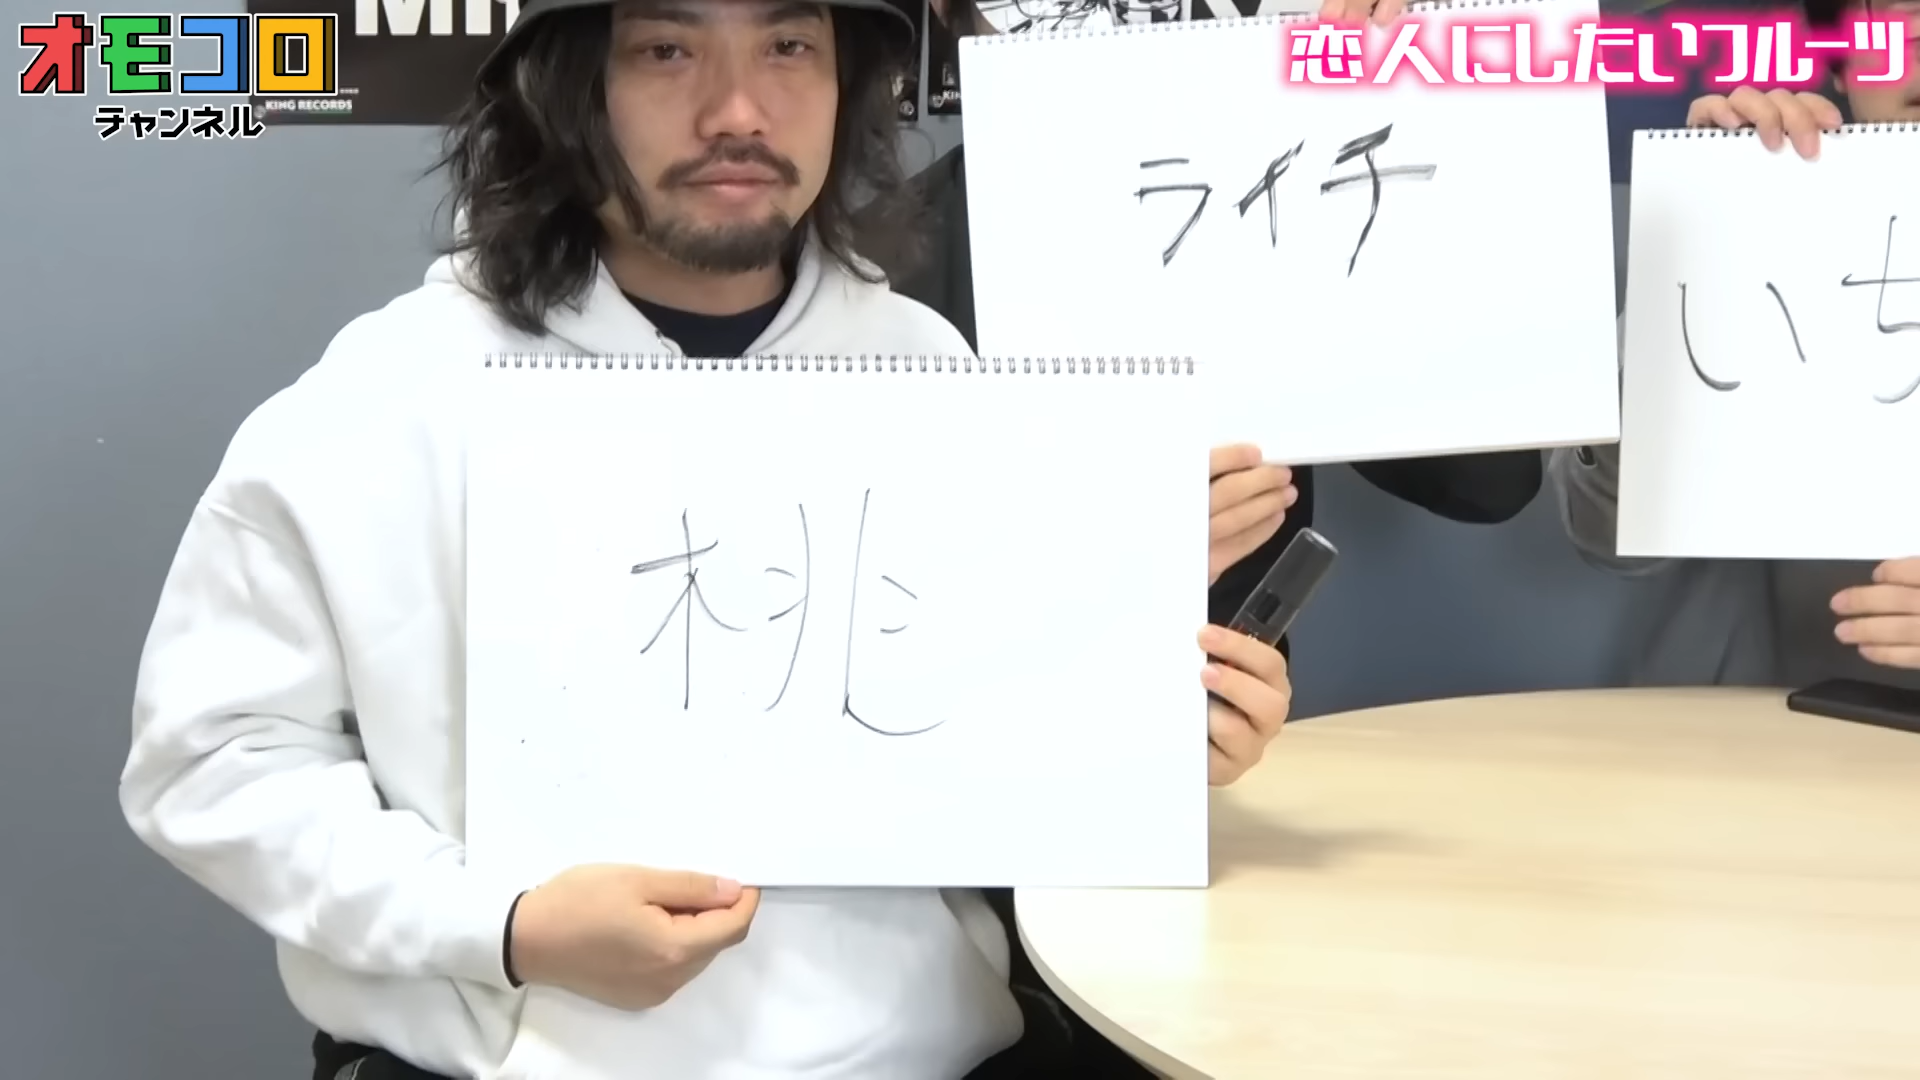 オモコロ
チャンネル
KING RECORDS
恋人にしたいフルーツ
ライチ
いち
桃